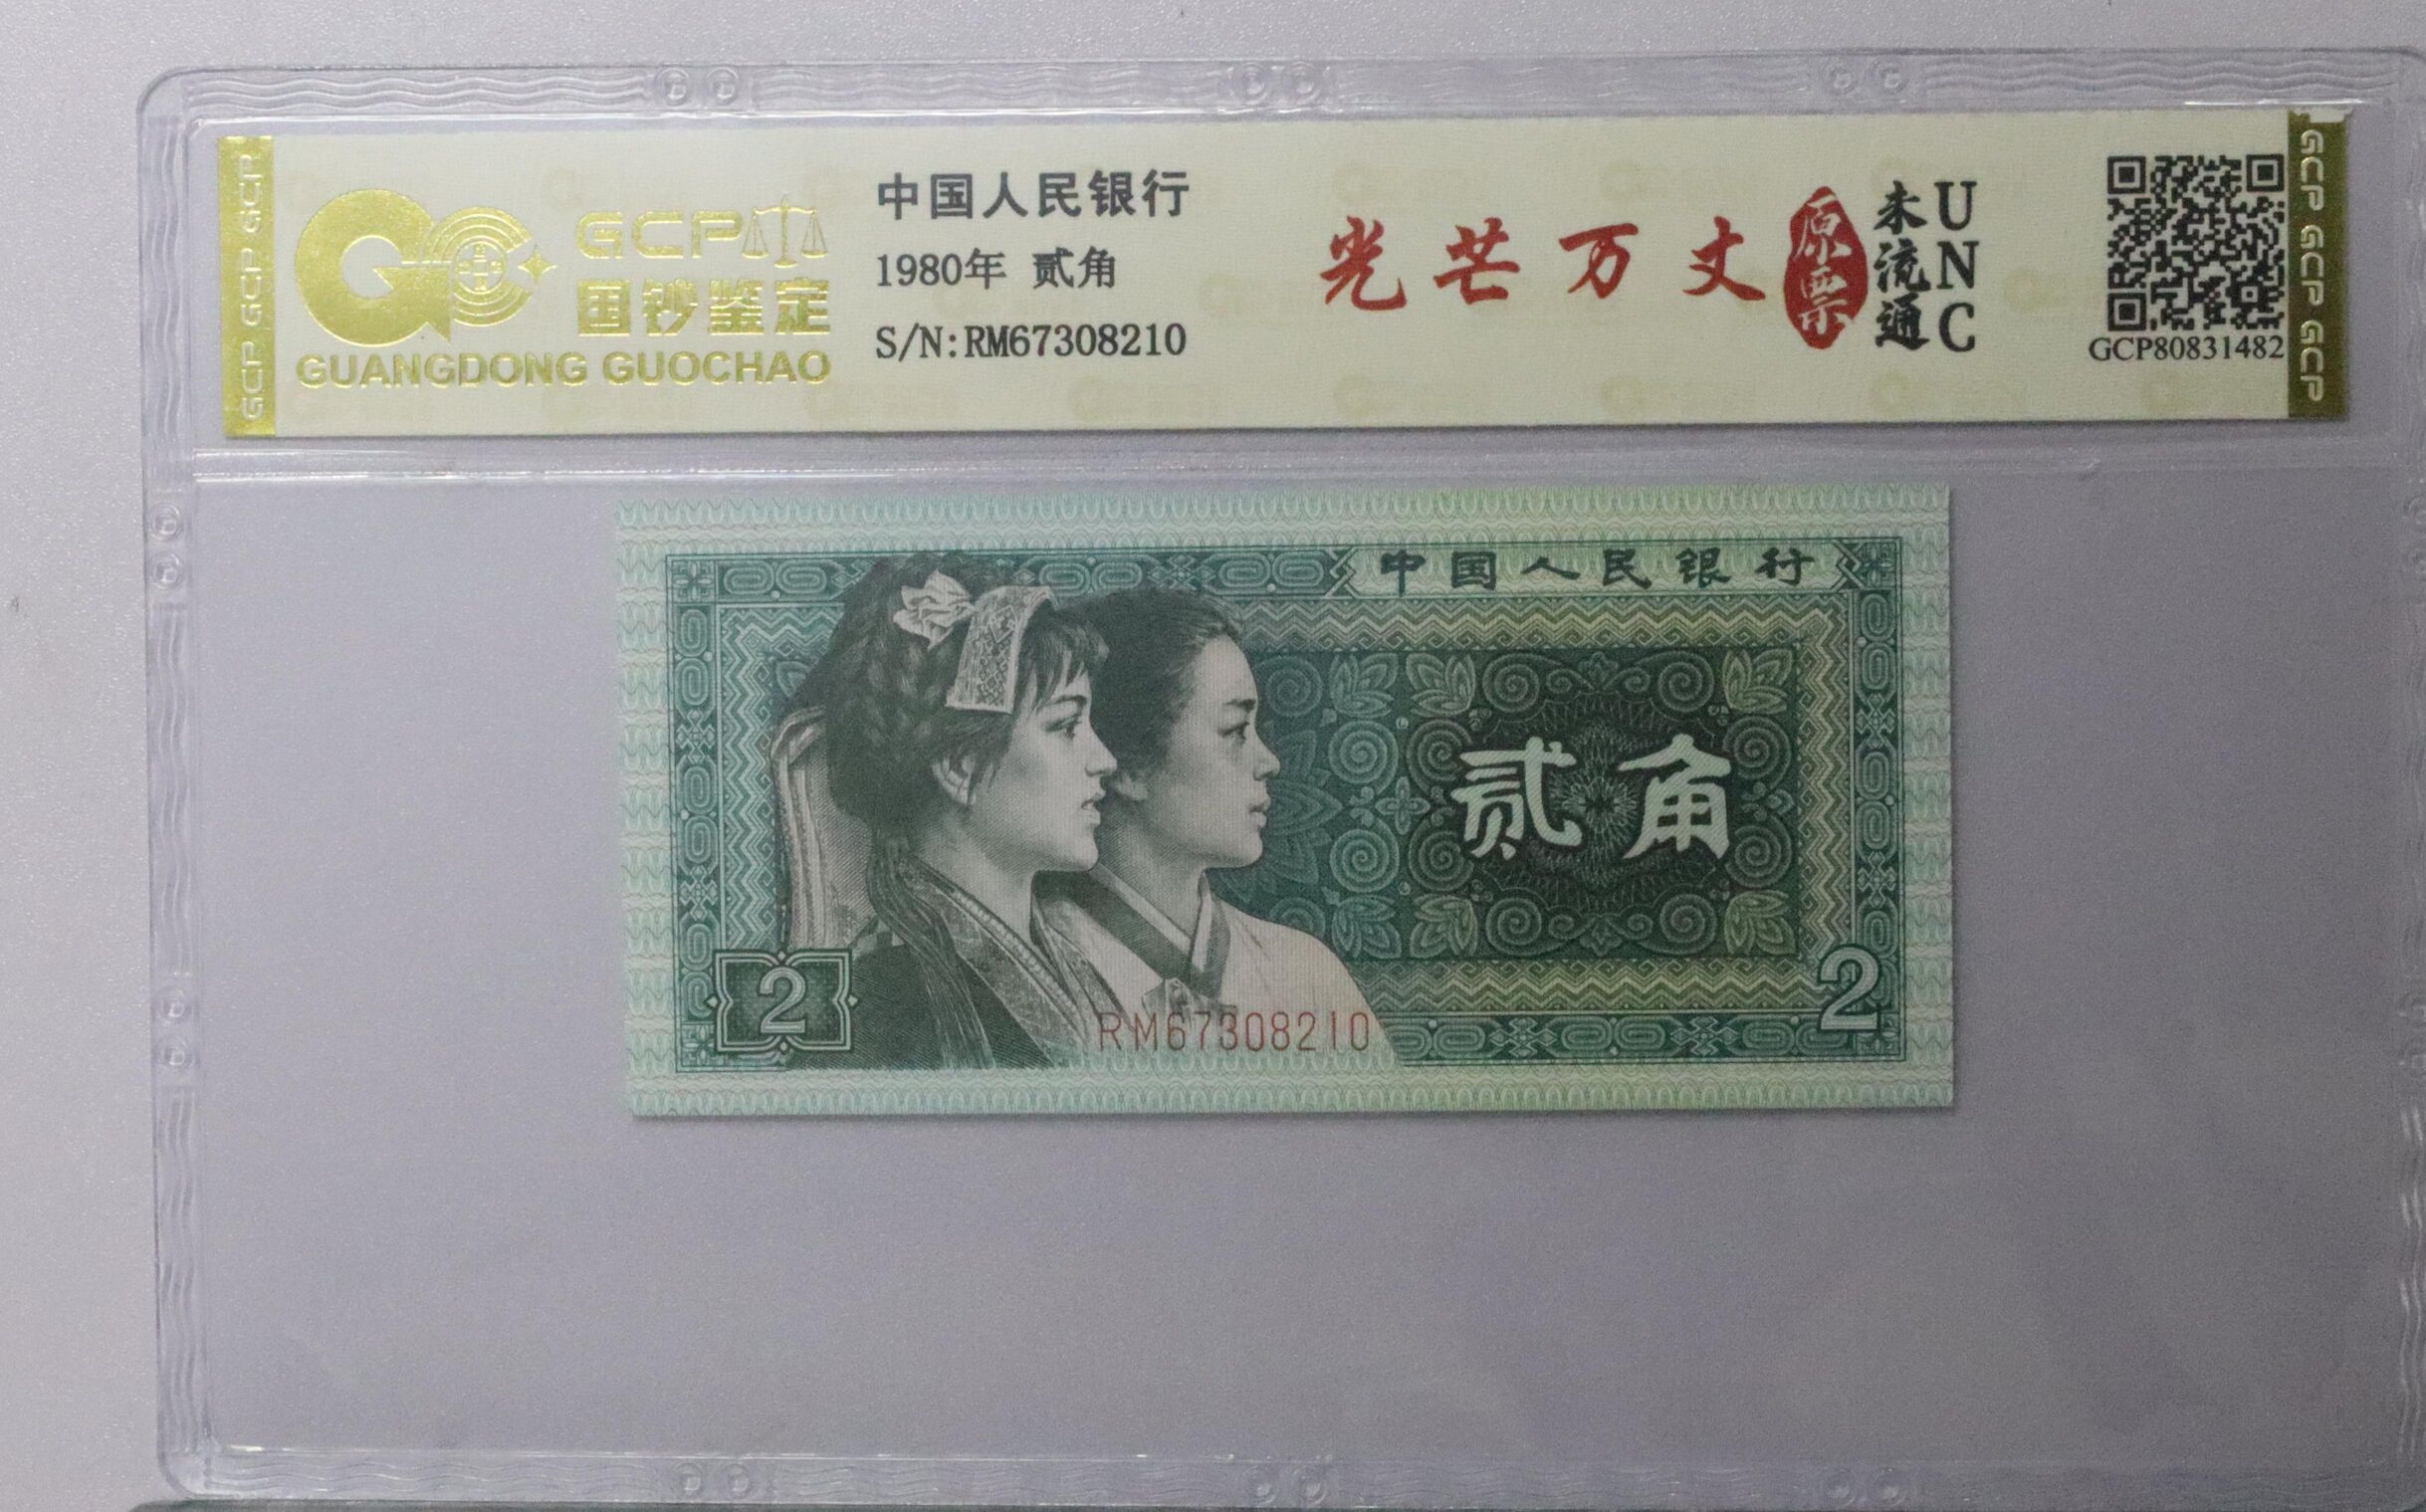 GCP GCP GCP
GCP
国钞鉴定
GUANGDONG GUOCHAO
中国人民银行
1980年 贰角
S/N:RM67308210
光芒万丈
原票
未流通
UNC
GCP80831482
GCP GCP GCP
中国人民银行
贰角
2
2
RM67308210